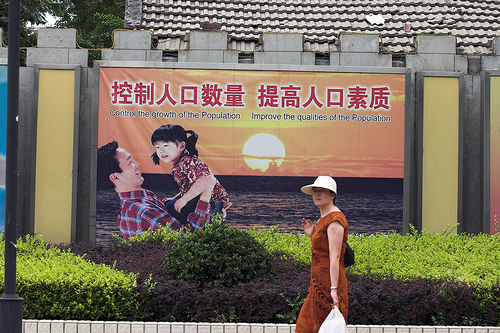 控制人口数量 提高人口素质
Control the growth of the Population Improve the qualities of the Population